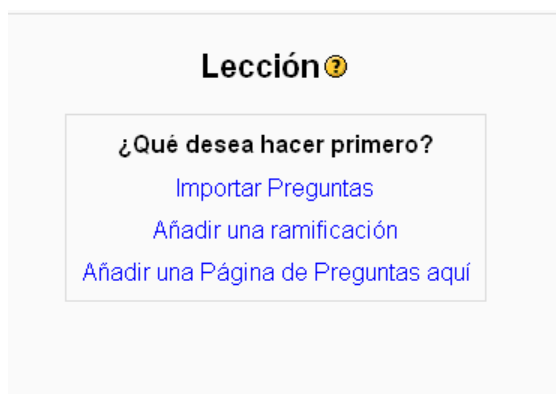 Lección
¿Qué desea hacer primero?
Importar Preguntas
Añadir una ramificación
Añadir una Página de Preguntas aquí